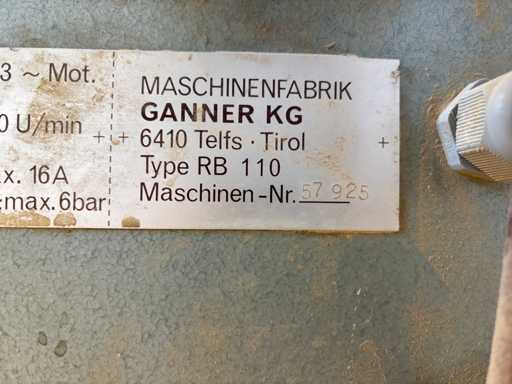 3 ~ Mot.
0 U/min
x. 16A
:max.6bar
MASCHINENFABRIK
GANNER KG
6410 Telfs · Tirol
Type RB 110
Maschinen-Nr. 57 925